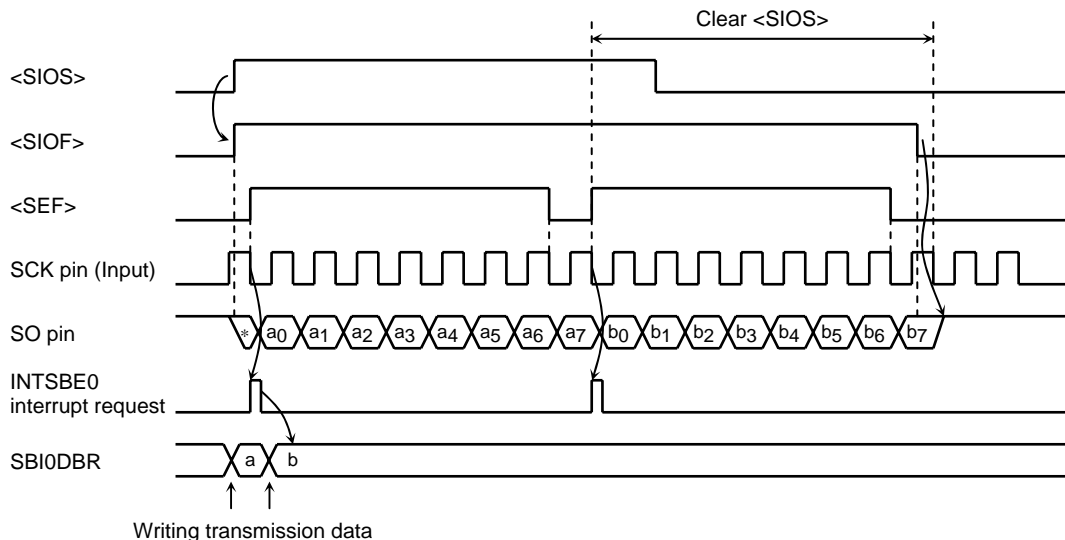 Clear <SIOS>
<SIOS>
<SIOF>
<SEF>
SCK pin (Input)
SO pin * a0 a1 a2 a3 a4 a5 a6 a7 b0 b1 b2 b3 b4 b5 b6 b7
INTSBE0
interrupt request
SBI0DBR a b
Writing transmission data